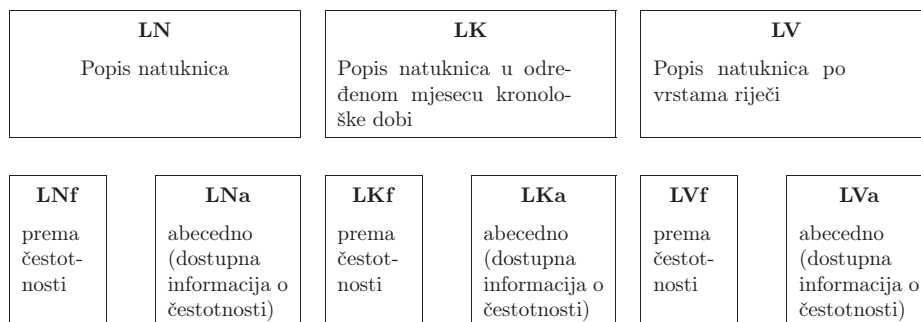 LN
Popis natuknica
LK
Popis natuknica u odre-
đenom mjesecu kronolo-
ške dobi
LV
Popis natuknica po
vrstama riječi
LNf
prema
čestot-
nosti
LNa
abecedno
(dostupna
informacija o
čestotnosti)
LKf
prema
čestot-
nosti
LKa
abecedno
(dostupna
informacija o
čestotnosti)
LVf
prema
čestot-
nosti
LVa
abecedno
(dostupna
informacija o
čestotnosti)